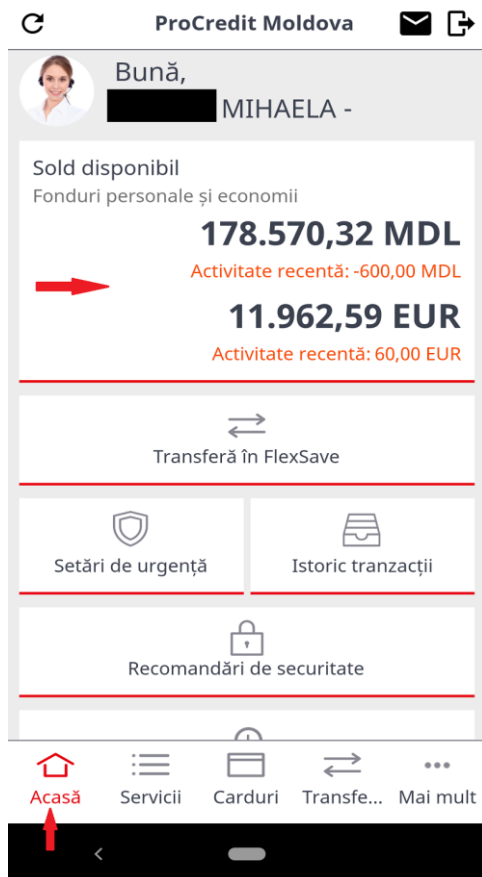 ProCredit Moldova
Bună,
MIHAELA -
Sold disponibil
Fonduri personale și economii
178.570,32 MDL
Activitate recentă: -600,00 MDL
11.962,59 EUR
Activitate recentă: 60,00 EUR
Transferă în FlexSave
Setări de urgență
Istoric tranzacții
Recomandări de securitate
Acasă
Servicii
Carduri
Transfe...
Mai mult